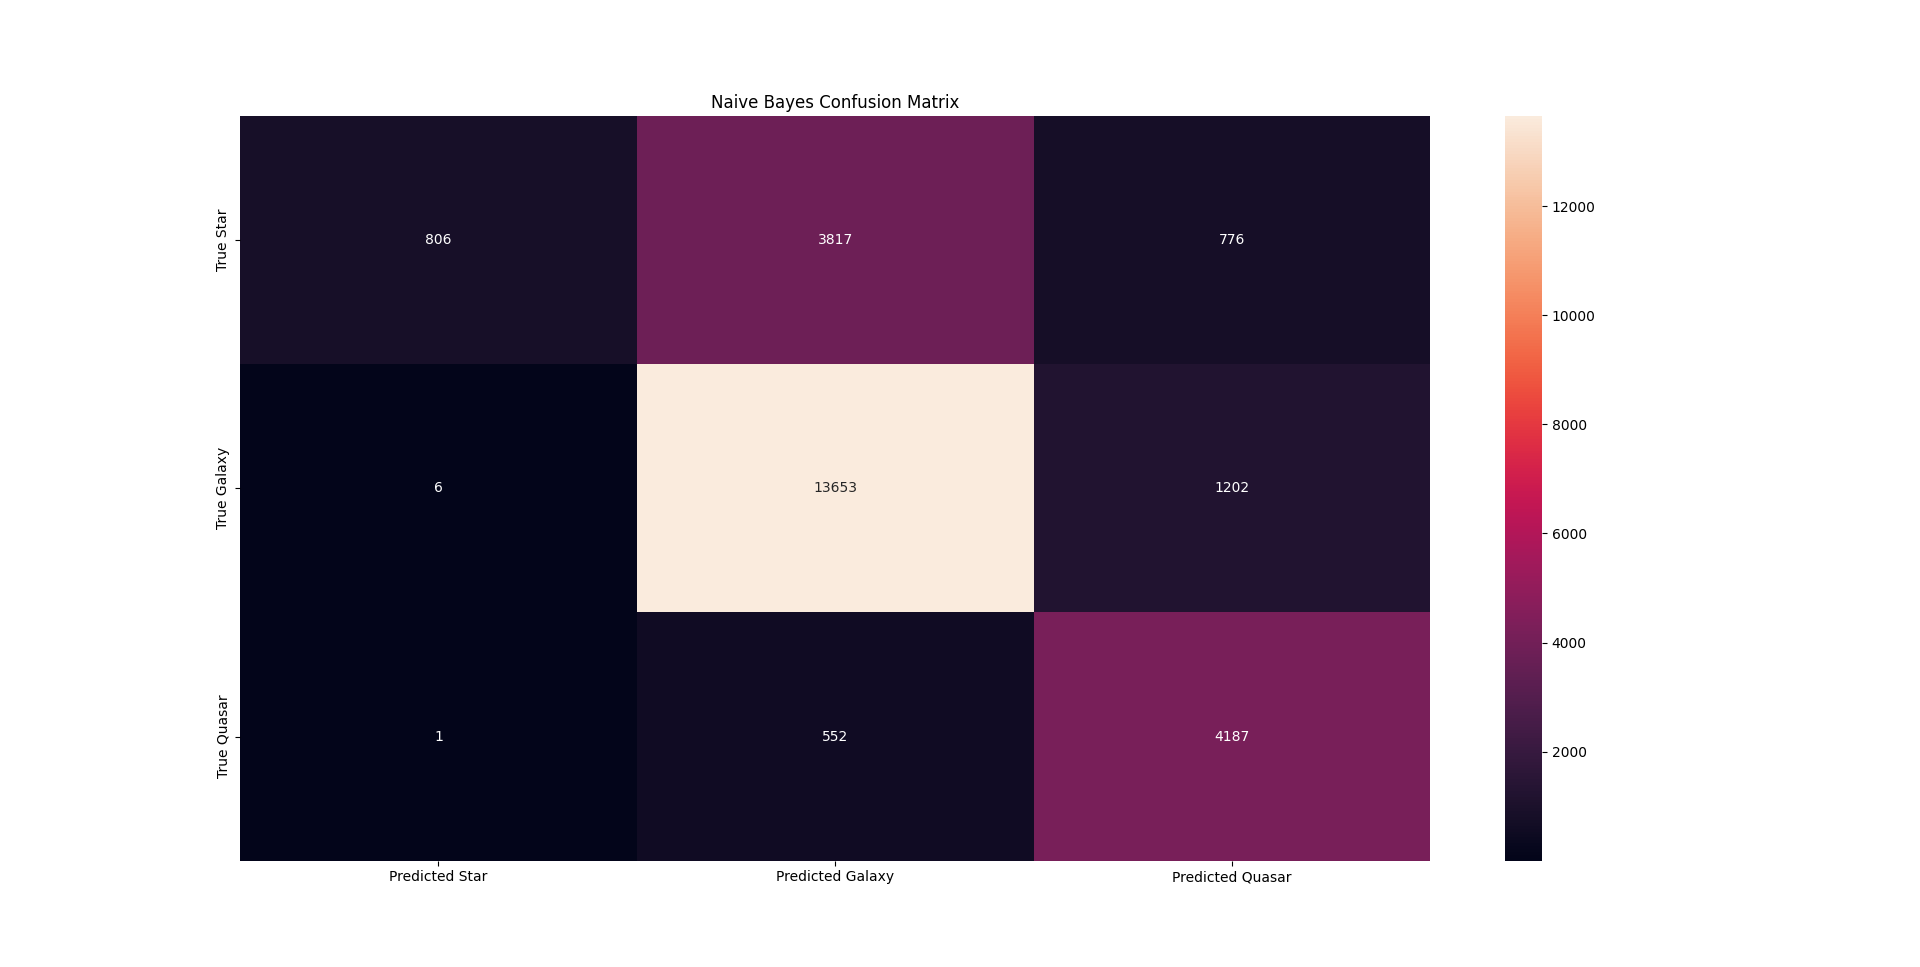 Naive Bayes Confusion Matrix
True Star
806
3817
776
True Galaxy
6
13653
1202
True Quasar
1
552
4187
Predicted Star
Predicted Galaxy
Predicted Quasar
12000
10000
8000
6000
4000
2000